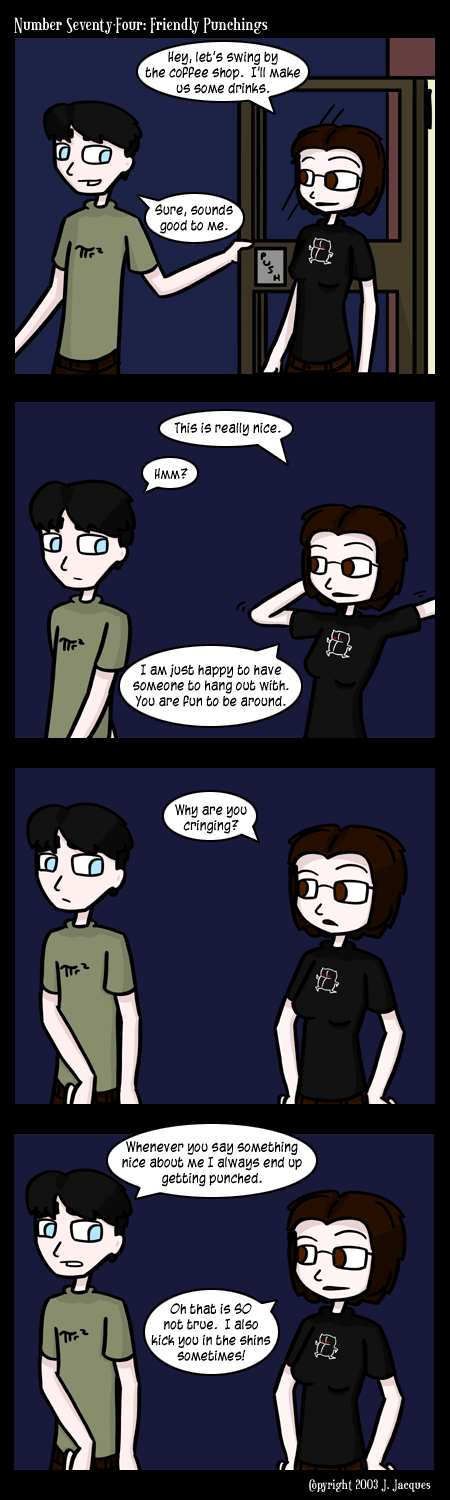 Number Seventy-Four: Friendly Punchings
Hey, let's swing by
the coffee shop. I'll make
us some drinks.
Sure, sounds
good to me.
πr²
PUSH
This is really nice.
Hmm?
πr²
I am just happy to have
someone to hang out with.
You are fun to be around.
Why are you
cringing?
πr²
Whenever you say something
nice about me I always end up
getting punched.
Oh that is SO
not true. I also
kick you in the shins
sometimes!
πr²
Copyright 2003 J. Jacques